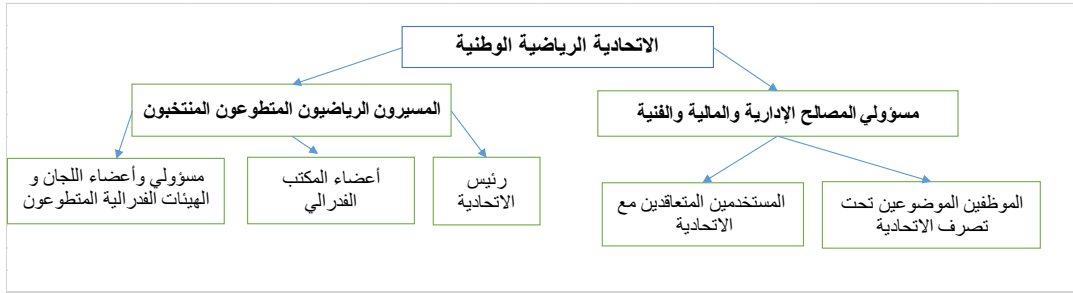 الاتحادية الرياضية الوطنية
مسؤولي المصالح الإدارية والمالية والفنية
المسيرون الرياضيون المتطوعون المنتخبون
الموظفين الموضوعين تحت
تصرف الاتحادية
المستخدمين المتعاقدين مع
الاتحادية
رئيس
الاتحادية
أعضاء المكتب
الفدرالي
مسؤولي وأعضاء اللجان و
الهيئات الفدرالية المتطوعون